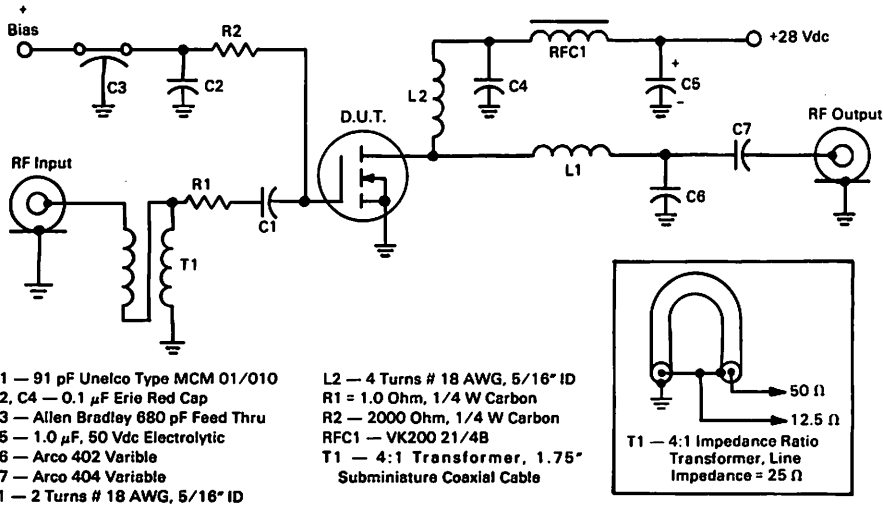 +
Bias
R2
C3
C2
RF Input
R1
C1
T1
D.U.T.
L2
C4
RFC1
+
C5
−
+28 Vdc
L1
C7
C6
RF Output
1 — 91 pF Unelco Type MCM 01/010
2, C4 — 0.1 μF Erie Red Cap
3 — Allen Bradley 680 pF Feed Thru
5 — 1.0 μF, 50 Vdc Electrolytic
6 — Arco 402 Varible
7 — Arco 404 Variable
1 — 2 Turns # 18 AWG, 5/16" ID
L2 — 4 Turns # 18 AWG, 5/16" ID
R1 = 1.0 Ohm, 1/4 W Carbon
R2 — 2000 Ohm, 1/4 W Carbon
RFC1 — VK200 21/4B
T1 — 4:1 Transformer, 1.75"
Subminiature Coaxial Cable
50 Ω
12.5 Ω
T1 — 4:1 Impedance Ratio
Transformer, Line
Impedance = 25 Ω